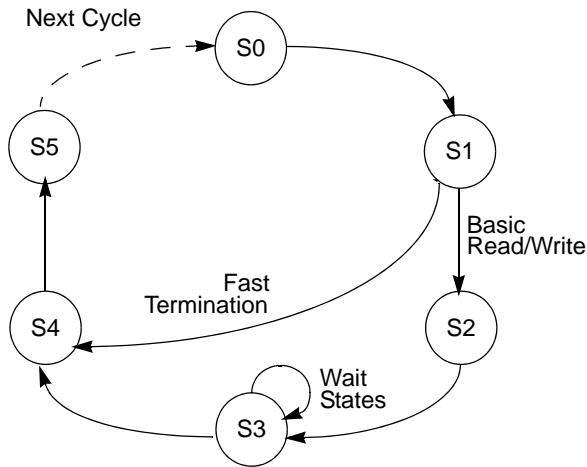 Next Cycle
S0
S5
S1
Basic
Read/Write
Fast
Termination
S4
S2
Wait
States
S3